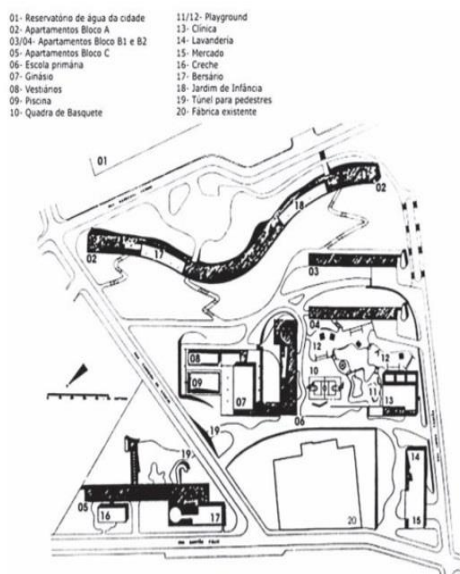 01- Reservatório de água da cidade
02- Apartamentos Bloco A
03/04- Apartamentos Bloco B1 e B2
05- Apartamentos Bloco C
06- Escola primária
07- Ginásio
08- Vestiários
09- Piscina
10- Quadra de Basquete
11/12- Playground
13- Clínica
14- Lavanderia
15- Mercado
16- Creche
17- Bersário
18- Jardim de Infância
19- Túnel para pedestres
20- Fábrica existente
01
02
18
17
02
03
04
12
08
10
12
09
07
11
13
06
19
19
14
05
16
17
20
15